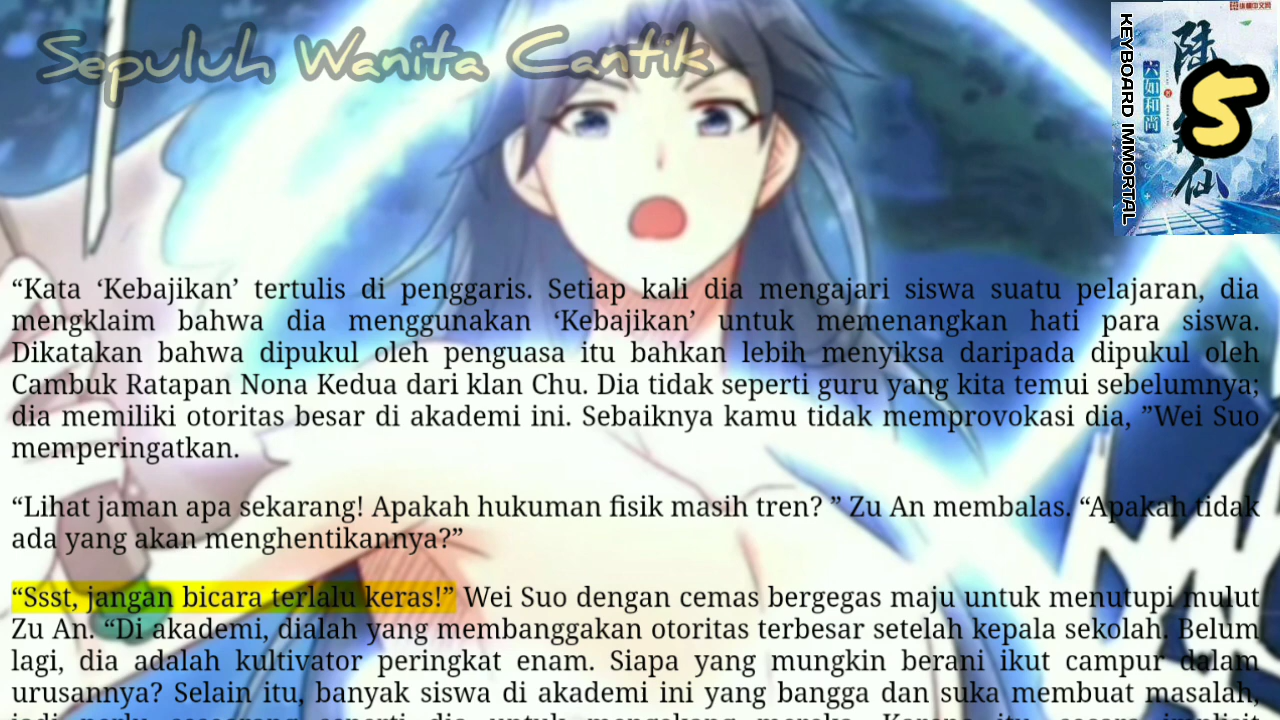 Sepuluh Wanita Cantik
KEYBOARD IMMORTAL
六如和尚
S
“Kata ‘Kebajikan’ tertulis di penggaris. Setiap kali dia mengajari siswa suatu pelajaran, dia
mengklaim bahwa dia menggunakan ‘Kebajikan’ untuk memenangkan hati para siswa.
Dikatakan bahwa dipukul oleh penguasa itu bahkan lebih menyiksa daripada dipukul oleh
Cambuk Ratapan Nona Kedua dari klan Chu. Dia tidak seperti guru yang kita temui sebelumnya;
dia memiliki otoritas besar di akademi ini. Sebaiknya kamu tidak memprovokasi dia, ”Wei Suo
memperingatkan.
“Lihat jaman apa sekarang! Apakah hukuman fisik masih tren? ” Zu An membalas. “Apakah tidak
ada yang akan menghentikannya?”
“Ssst, jangan bicara terlalu keras!” Wei Suo dengan cemas bergegas maju untuk menutupi mulut
Zu An. “Di akademi, dialah yang membanggakan otoritas terbesar setelah kepala sekolah. Belum
lagi, dia adalah kultivator peringkat enam. Siapa yang mungkin berani ikut campur dalam
urusannya? Selain itu, banyak siswa di akademi ini yang bangga dan suka membuat masalah,